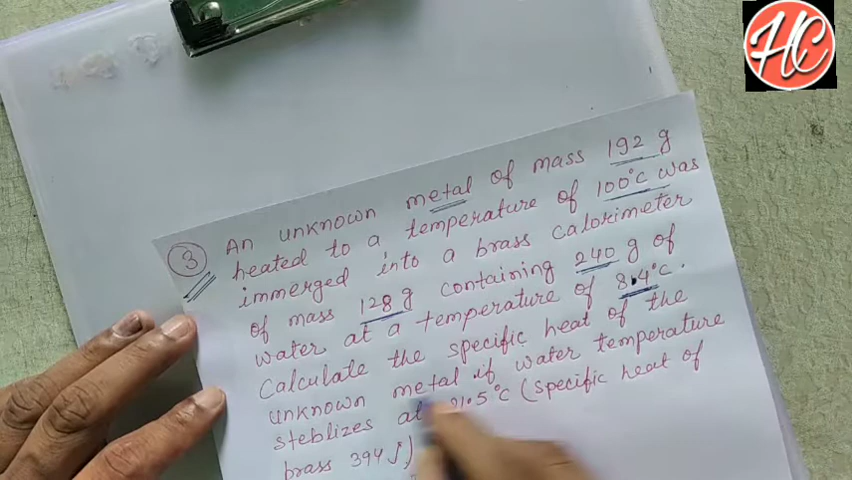 HC
3 An unknown metal of mass 192 g
heated to a temperature of 100°c was
immerged into a brass calorimeter
of mass 128 g containing 240 g of
water at a temperature of 8.4°c.
Calculate the specific heat of the
unknown metal if water temperature
steblizes at 21.5°c (specific heat of
brass 394 J)